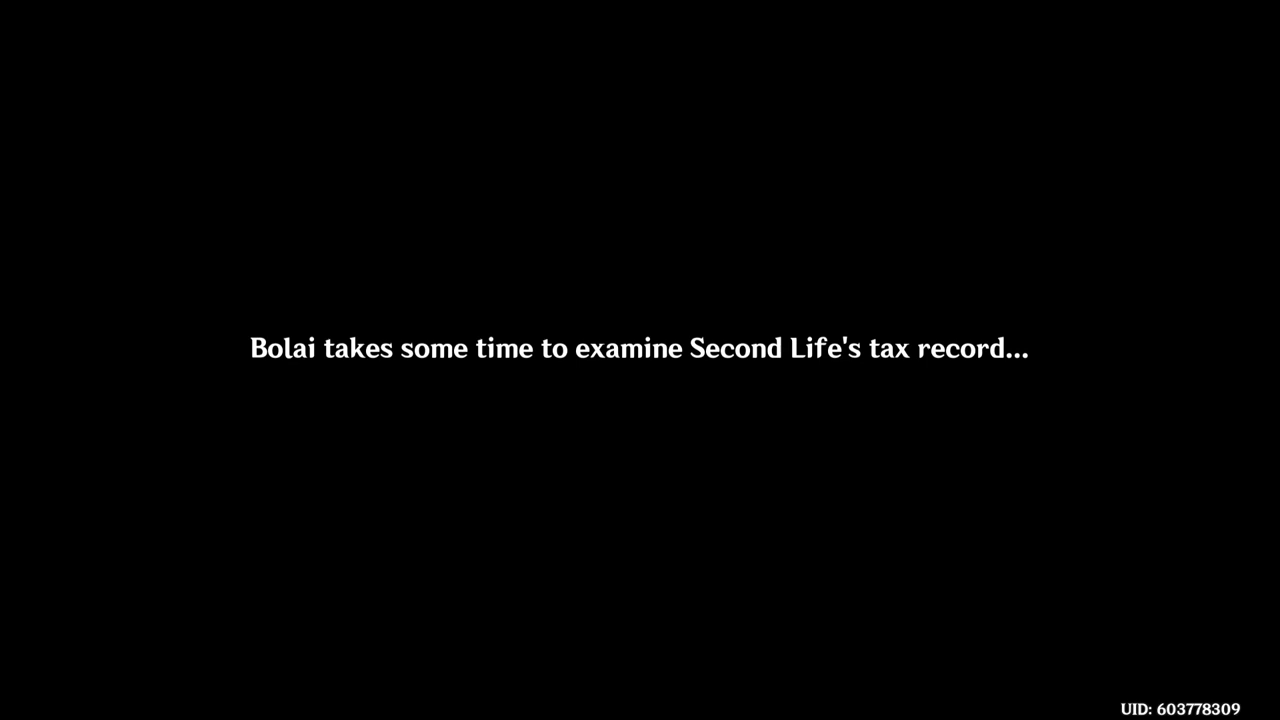 Bolai takes some time to examine Second Life's tax record...
UID: 603778309